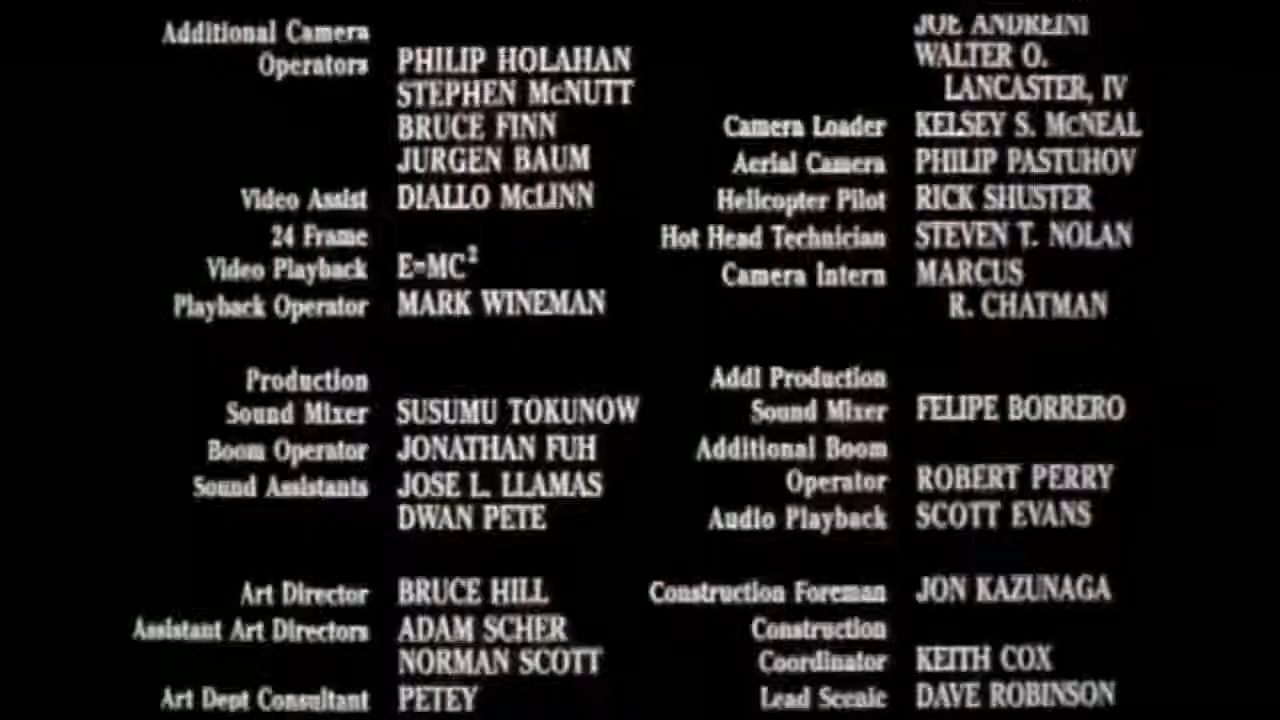 Additional Camera
Operators PHILIP HOLAHAN
STEPHEN McNUTT
BRUCE FINN
JURGEN BAUM
Video Assist DIALLO McLINN
24 Frame
Video Playback E=MC²
Playback Operator MARK WINEMAN
Production
Sound Mixer SUSUMU TOKUNOW
Boom Operator JONATHAN FUH
Sound Assistants JOSE L. LLAMAS
DWAN PETE
Art Director BRUCE HILL
Assistant Art Directors ADAM SCHER
NORMAN SCOTT
Art Dept Consultant PETEY
JOE ANDREINI
WALTER O.
LANCASTER, IV
Camera Loader KELSEY S. McNEAL
Aerial Camera PHILIP PASTUHOV
Helicopter Pilot RICK SHUSTER
Hot Head Technician STEVEN T. NOLAN
Camera Intern MARCUS
R. CHATMAN
Addl Production
Sound Mixer FELIPE BORRERO
Additional Boom
Operator ROBERT PERRY
Audio Playback SCOTT EVANS
Construction Foreman JON KAZUNAGA
Construction
Coordinator KEITH COX
Lead Scenic DAVE ROBINSON